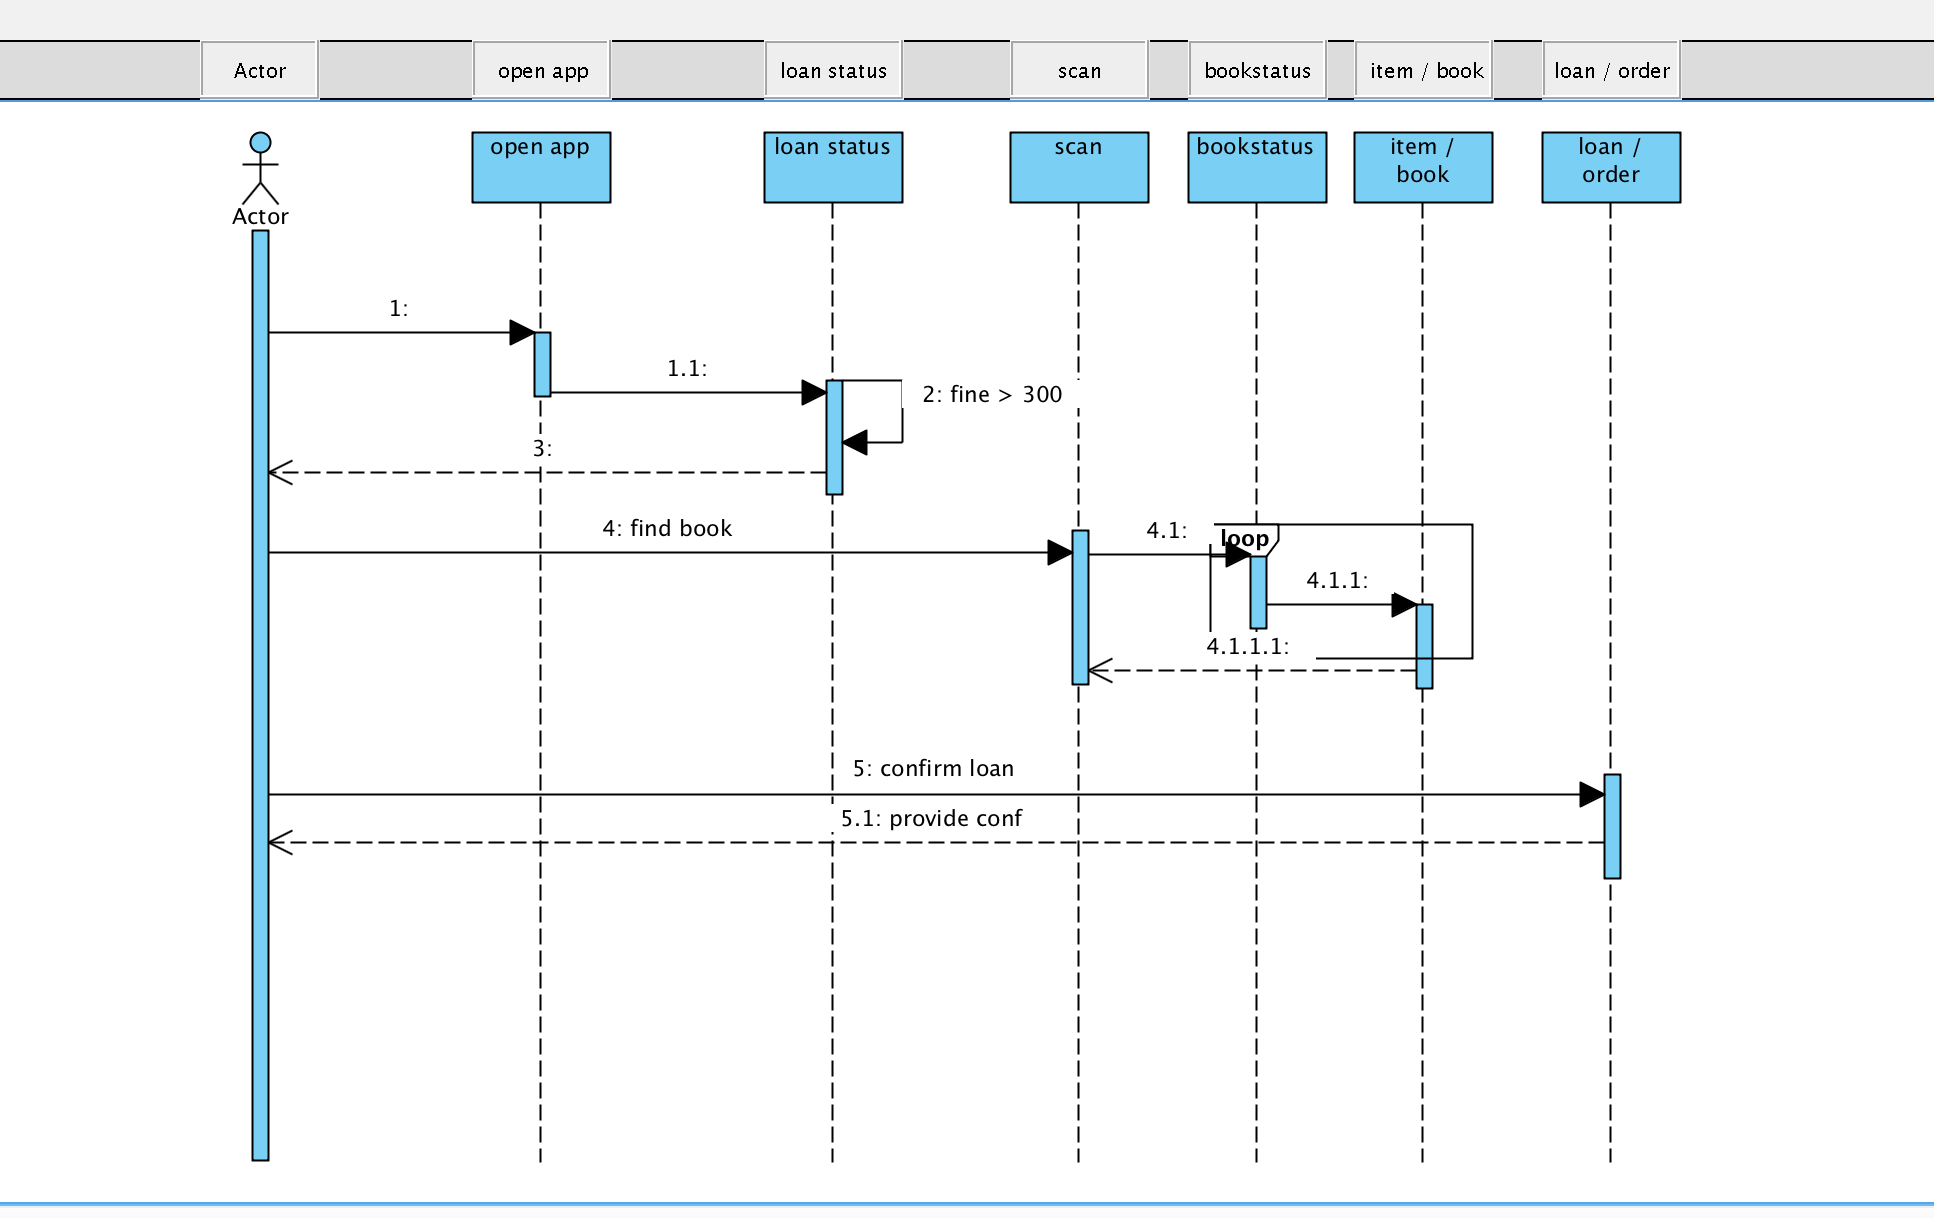 Actor
open app
loan status
scan
bookstatus
item / book
loan / order
open app
loan status
scan
bookstatus
item /
book
loan /
order
Actor
1:
1.1:
2: fine > 300
3:
4: find book
4.1:
loop
4.1.1:
4.1.1.1:
5: confirm loan
5.1: provide conf